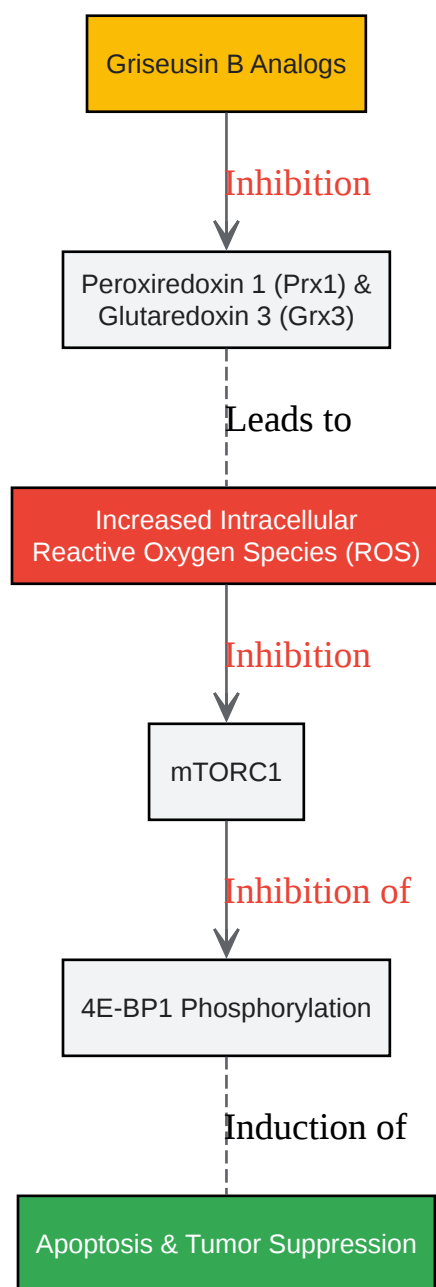 Griseusin B Analogs
Inhibition
Peroxiredoxin 1 (Prx1) &
Glutaredoxin 3 (Grx3)
Leads to
Increased Intracellular
Reactive Oxygen Species (ROS)
Inhibition
mTORC1
Inhibition of
4E-BP1 Phosphorylation
Induction of
Apoptosis & Tumor Suppression